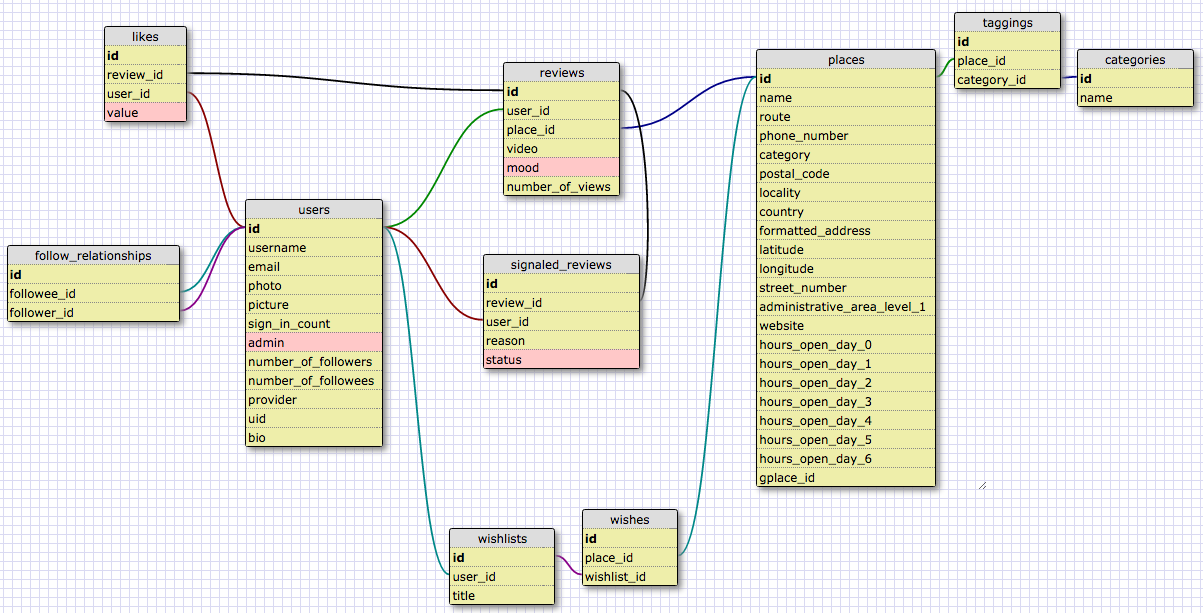 likes
id
review_id
user_id
value
follow_relationships
id
followee_id
follower_id
users
id
username
email
photo
picture
sign_in_count
admin
number_of_followers
number_of_followees
provider
uid
bio
reviews
id
user_id
place_id
video
mood
number_of_views
signaled_reviews
id
review_id
user_id
reason
status
wishlists
id
user_id
title
wishes
id
place_id
wishlist_id
places
id
name
route
phone_number
category
postal_code
locality
country
formatted_address
latitude
longitude
street_number
administrative_area_level_1
website
hours_open_day_0
hours_open_day_1
hours_open_day_2
hours_open_day_3
hours_open_day_4
hours_open_day_5
hours_open_day_6
gplace_id
taggings
id
place_id
category_id
categories
id
name